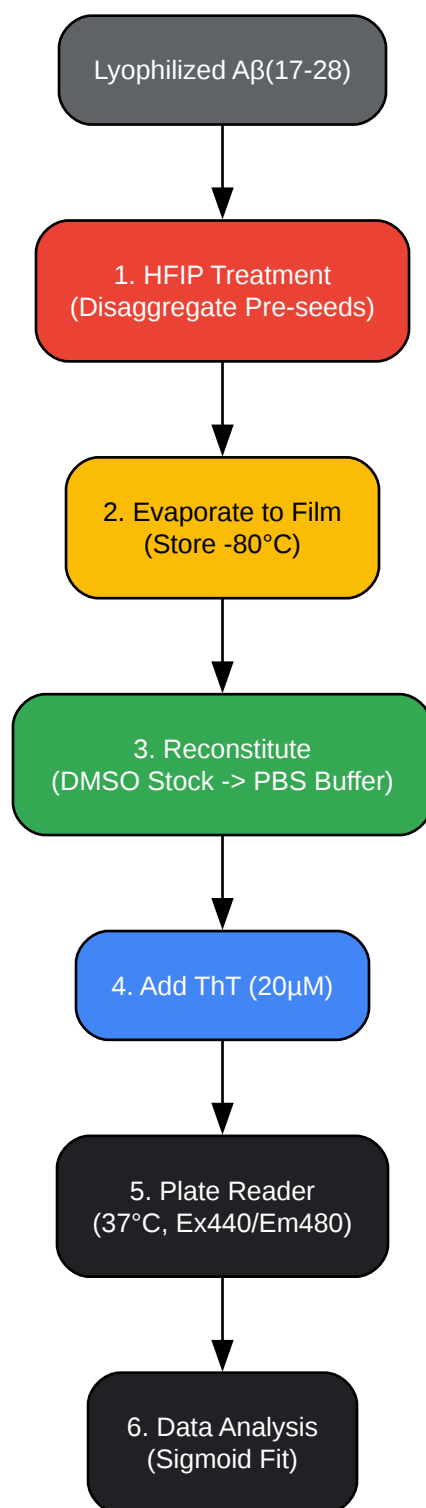 Lyophilized Aβ(17-28)
1. HFIP Treatment
(Disaggregate Pre-seeds)
2. Evaporate to Film
(Store -80°C)
3. Reconstitute
(DMSO Stock -> PBS Buffer)
4. Add ThT (20µM)
5. Plate Reader
(37°C, Ex440/Em480)
6. Data Analysis
(Sigmoid Fit)